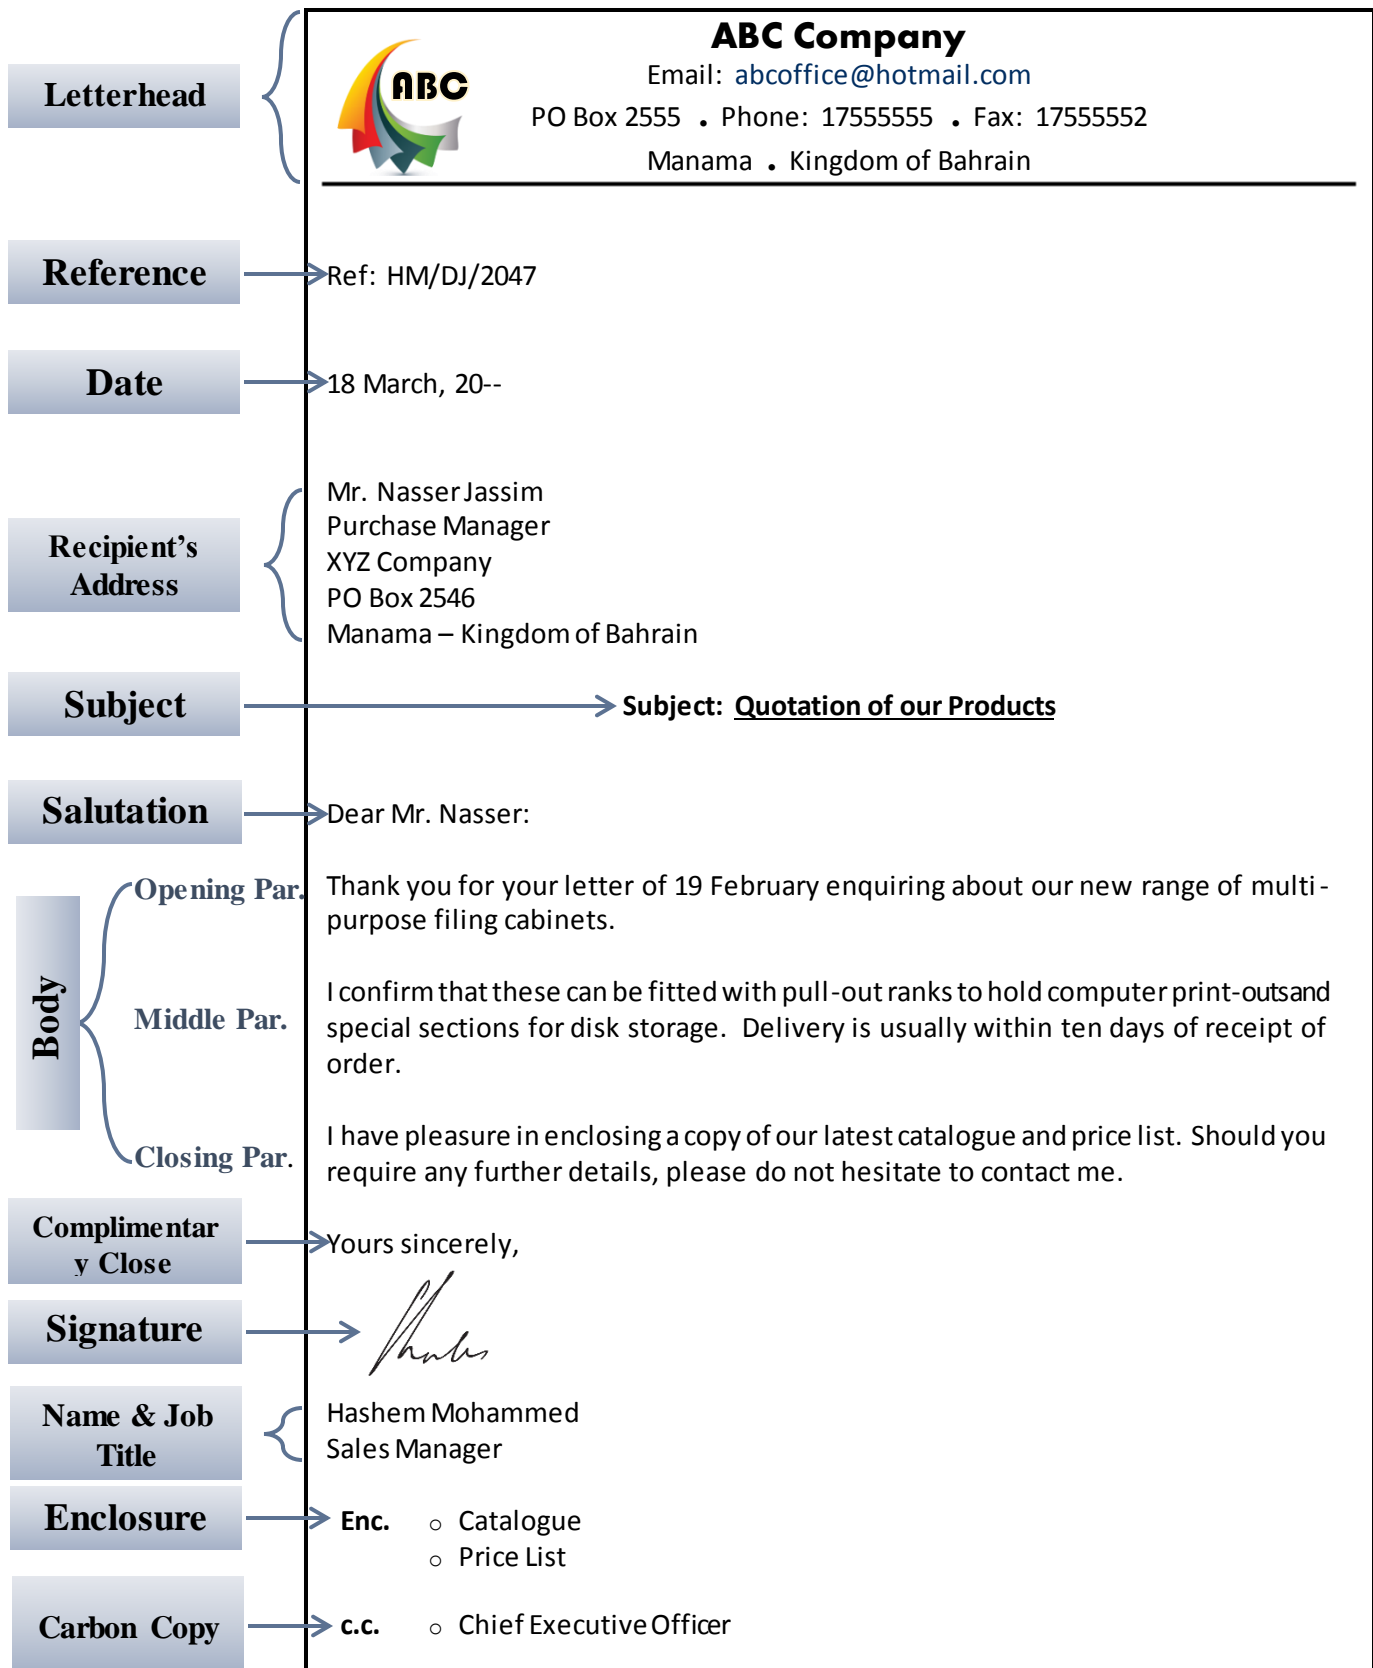 ABC Company
ABC
Email: abcoffice@hotmail.com
Letterhead
PO Box 2555 . Phone: 17555555 . Fax: 17555552
Manama . Kingdom of Bahrain
Reference
Ref: HM/DJ/2047
Date
18 March, 20--
Recipient's
Address
Mr. Nasser Jassim
Purchase Manager
XYZ Company
PO Box 2546
Manama – Kingdom of Bahrain
Subject
Subject: Quotation of our Products
Salutation
Dear Mr. Nasser:
Body
Opening Par.
Thank you for your letter of 19 February enquiring about our new range of multi-
purpose filing cabinets.
Middle Par.
I confirm that these can be fitted with pull-out ranks to hold computer print-outsand
special sections for disk storage. Delivery is usually within ten days of receipt of
order.
Closing Par.
I have pleasure in enclosing a copy of our latest catalogue and price list. Should you
require any further details, please do not hesitate to contact me.
Complimentar
y Close
Yours sincerely,
Signature
Name & Job
Title
Hashem Mohammed
Sales Manager
Enclosure
Enc. o Catalogue
o Price List
Carbon Copy
c.c. o Chief Executive Officer